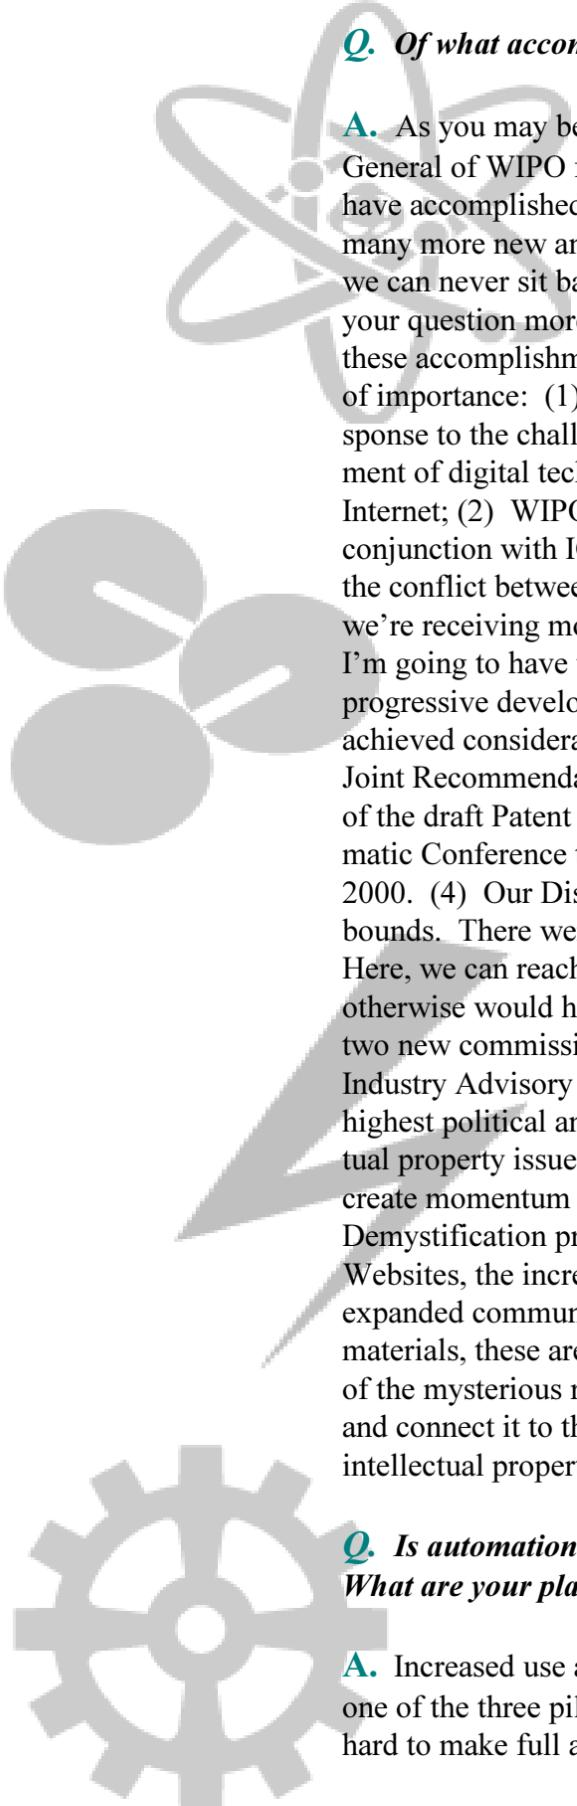 Q. Of what accon
A. As you may be
General of WIPO
have accomplished
many more new an
we can never sit ba
your question more
these accomplishm
of importance: (1)
sponse to the chall
ment of digital tecl
Internet; (2) WIPO
conjunction with I
the conflict betwee
we’re receiving mo
I’m going to have
progressive develo
achieved considera
Joint Recommenda
of the draft Patent
matic Conference
2000. (4) Our Dis
bounds. There we
Here, we can reach
otherwise would h
two new commissi
Industry Advisory
highest political an
tual property issue
create momentum
Demystification pr
Websites, the incre
expanded commun
materials, these are
of the mysterious
and connect it to th
intellectual propert
Q. Is automation
What are your pla
A. Increased use a
one of the three pil
hard to make full a